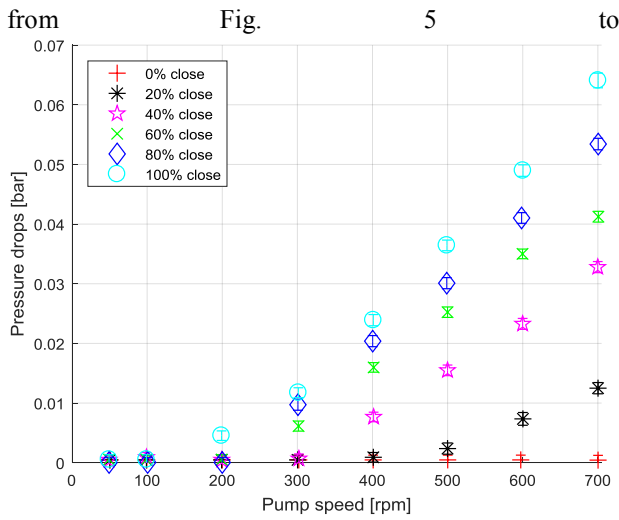 from Fig. 5 to
0.07
0.06
0.05
0.04
0.03
0.02
0.01
0
0% close
20% close
40% close
60% close
80% close
100% close
Pressure drops [bar]
0 100 200 300 400 500 600 700
Pump speed [rpm]